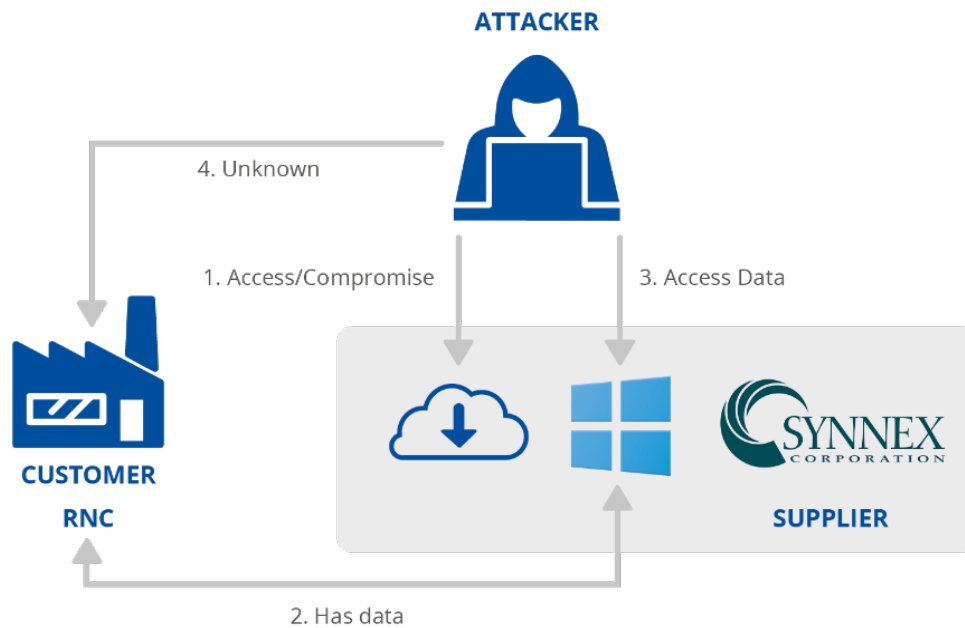 ATTACKER
4. Unknown
1. Access/Compromise
3. Access Data
SYNNEX
CORPORATION
CUSTOMER
RNC
SUPPLIER
2. Has data